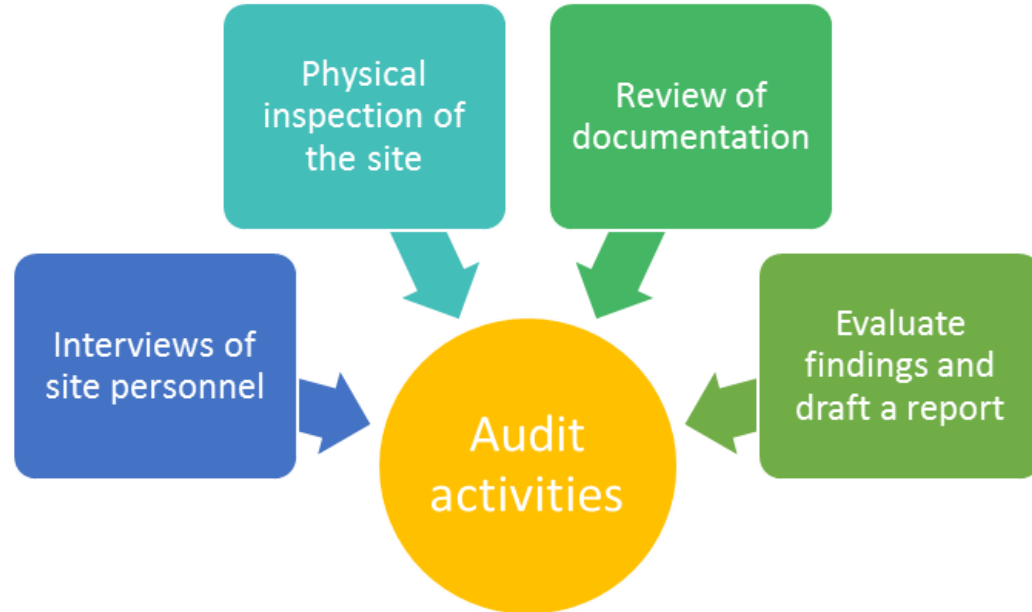 Physical
inspection of
the site
Review of
documentation
Interviews of
site personnel
Evaluate
findings and
draft a report
Audit
activities